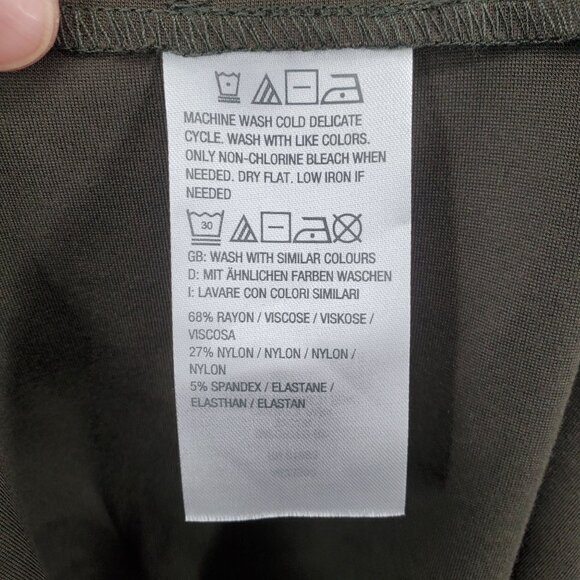 MACHINE WASH COLD DELICATE
CYCLE. WASH WITH LIKE COLORS.
ONLY NON-CHLORINE BLEACH WHEN
NEEDED. DRY FLAT. LOW IRON IF
NEEDED
30
GB: WASH WITH SIMILAR COLOURS
D: MIT ÄHNLICHEN FARBEN WASCHEN
I: LAVARE CON COLORI SIMILARI
68% RAYON / VISCOSE / VISKOSE /
VISCOSA
27% NYLON / NYLON / NYLON /
NYLON
5% SPANDEX / ELASTANE /
ELASTHAN / ELASTAN